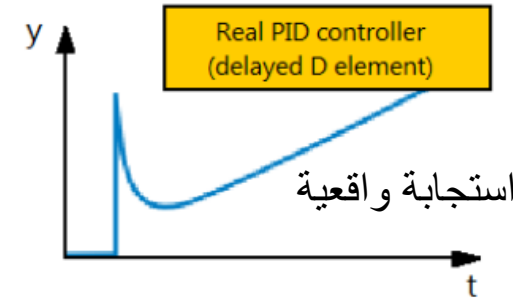 y
Real PID controller
(delayed D element)
استجابة واقعية
t